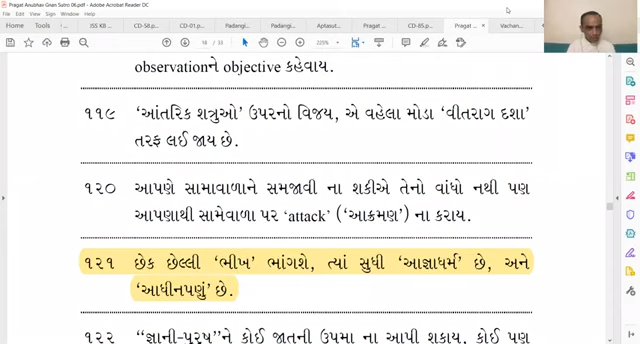 Pragat Anubhav Gnan Sutro 06.pdf - Adobe Acrobat Reader DC
File Edit View Sign Window Help
Home Tools ISS KB CD-58.p CD-01.p Padangi Padangi Aptasut Pragat CD-85.p Pragat Vachan
18 / 33 225%
observationને objective કહેવાય.
૧૧૯ 'આંતરિક શત્રુઓ' ઉપરનો વિજય, એ વહેલા મોડા 'વીતરાગ દશા'
તરફ લઈ જાય છે.
૧૨૦ આપણે સામાવાળાને સમજાવી ના શકીએ તેનો વાંધો નથી પણ
આપણાથી સામેવાળા પર 'attack' ('આક્રમણ') ના કરાય.
૧૨૧ છેક છેલ્લી 'ભીખ' ભાંગશે, ત્યાં સુધી 'આજ્ઞાધર્મ' છે, અને
'આધીનપણું' છે.
૧૨૨ "જ્ઞાની-પુરુષ"ને કોઈ જાતની ઉપમા ના આપી શકાય, કોઈ પણ